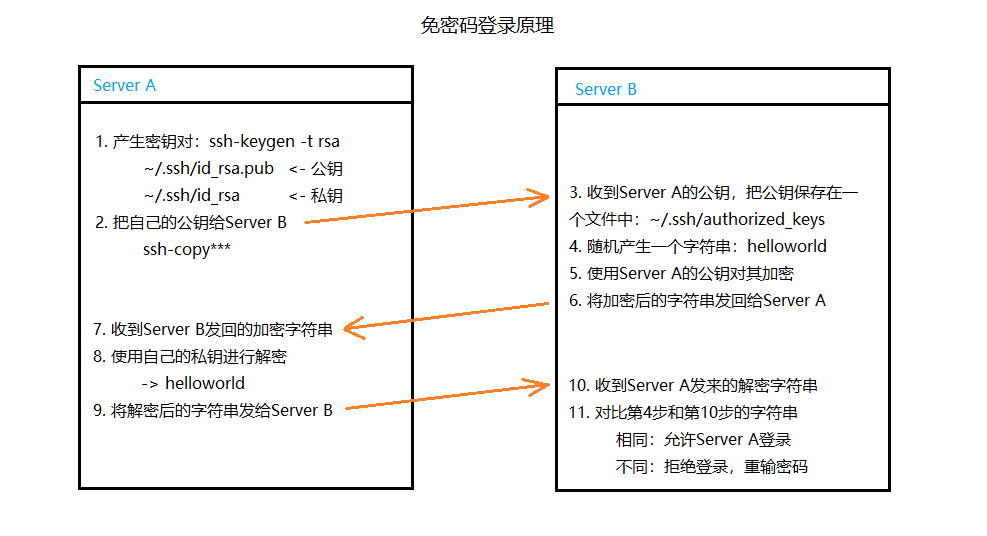 免密码登录原理
Server A
1. 产生密钥对：ssh-keygen -t rsa
~/.ssh/id_rsa.pub <- 公钥
~/.ssh/id_rsa <- 私钥
2. 把自己的公钥给Server B
ssh-copy***
7. 收到Server B发回的加密字符串
8. 使用自己的私钥进行解密
-> helloworld
9. 将解密后的字符串发给Server B
Server B
3. 收到Server A的公钥，把公钥保存在一
个文件中：~/.ssh/authorized_keys
4. 随机产生一个字符串：helloworld
5. 使用Server A的公钥对其加密
6. 将加密后的字符串发回给Server A
10. 收到Server A发来的解密字符串
11. 对比第4步和第10步的字符串
相同：允许Server A登录
不同：拒绝登录，重输密码